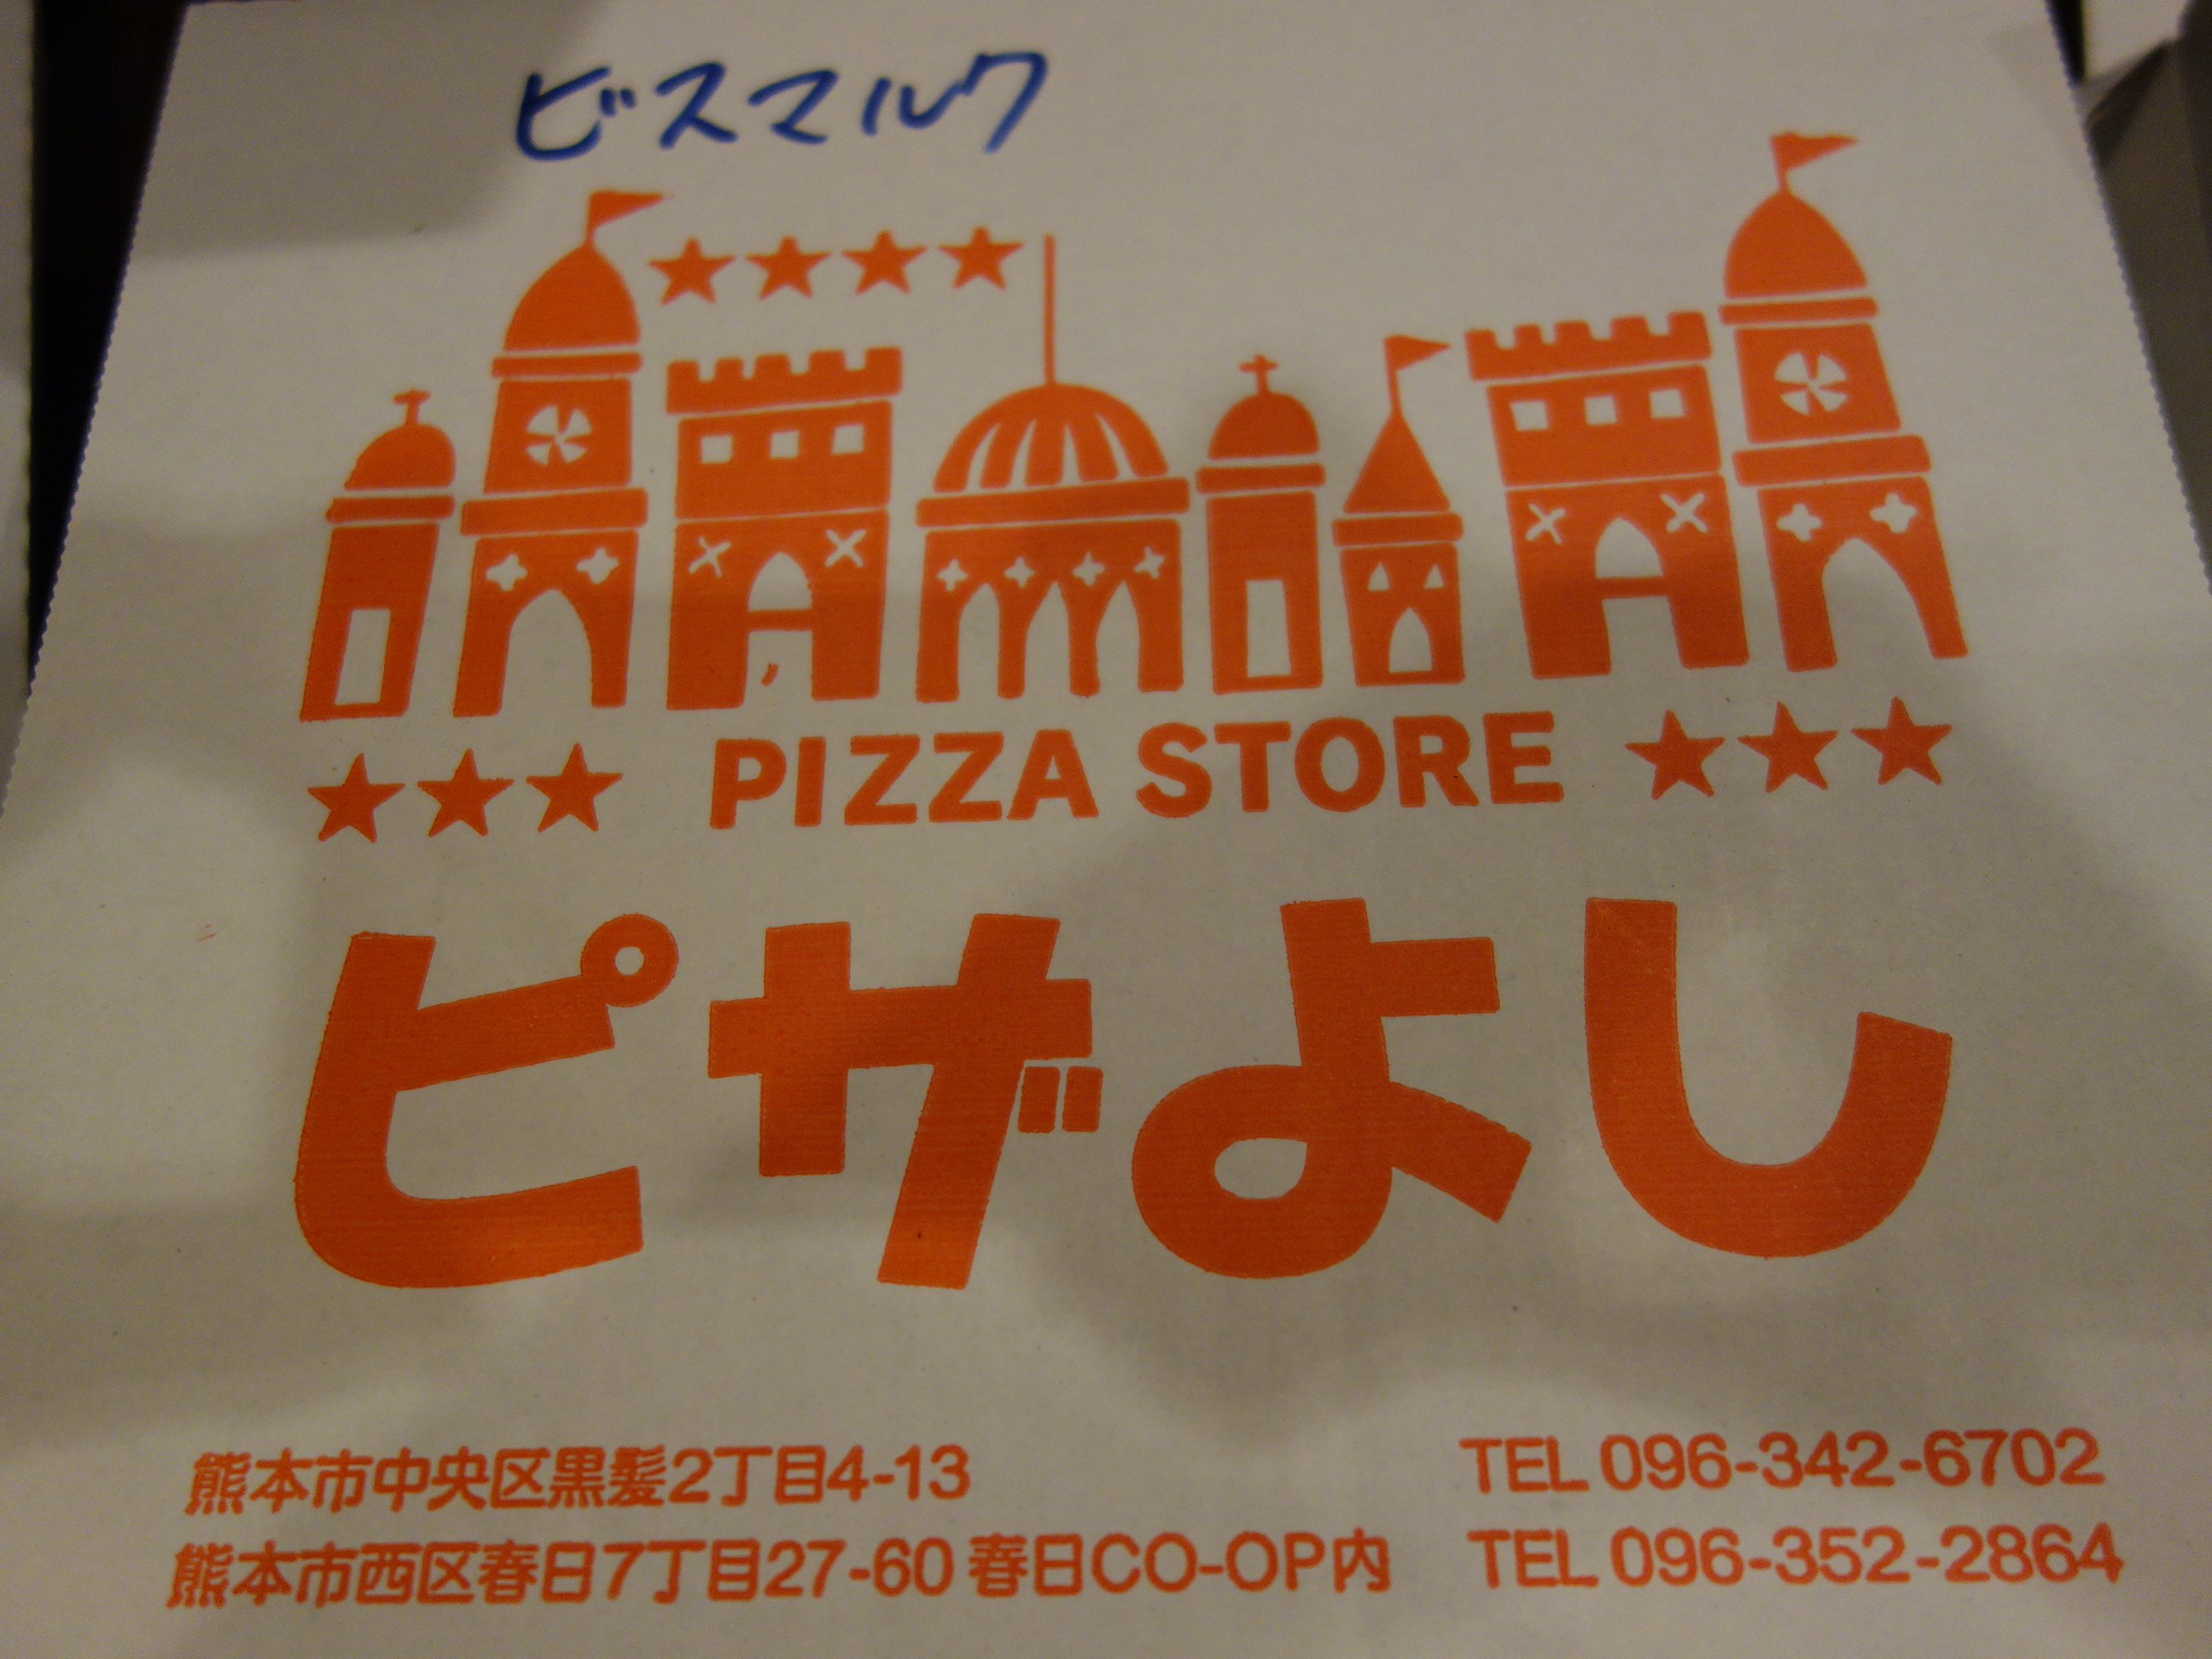 ビスマルク
PIZZA STORE
ピザよし
熊本市中央区黒髪2丁目4-13 TEL 096-342-6702
熊本市西区春日7丁目27-60 春日CO-OP内 TEL 096-352-2864